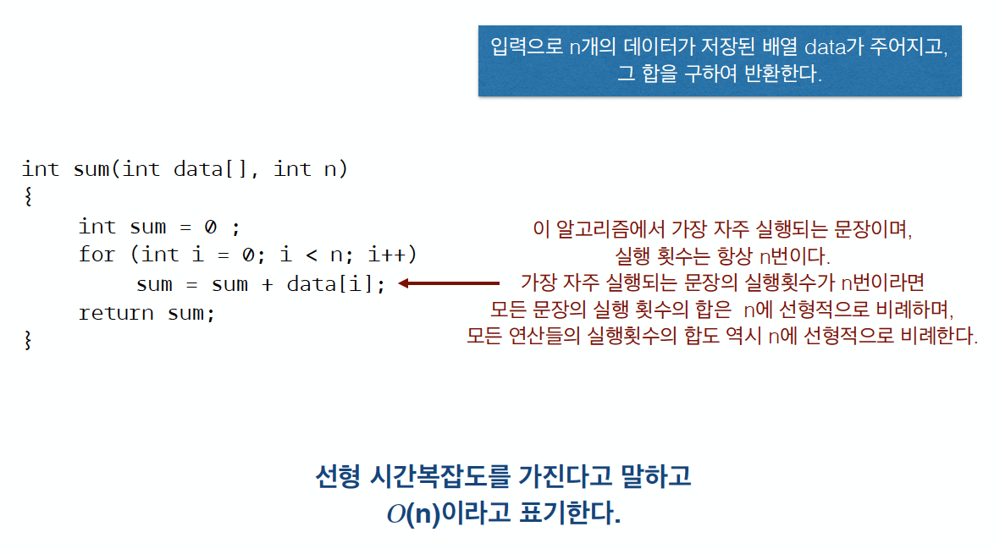 입력으로 n개의 데이터가 저장된 배열 data가 주어지고,
그 합을 구하여 반환한다.
int sum(int data[], int n)
{
int sum = 0 ;
for (int i = 0; i < n; i++)
sum = sum + data[i];
return sum;
}
이 알고리즘에서 가장 자주 실행되는 문장이며,
실행 횟수는 항상 n번이다.
가장 자주 실행되는 문장의 실행횟수가 n번이라면
모든 문장의 실행 횟수의 합은 n에 선형적으로 비례하며,
모든 연산들의 실행횟수의 합도 역시 n에 선형적으로 비례한다.
선형 시간복잡도를 가진다고 말하고
O(n)이라고 표기한다.